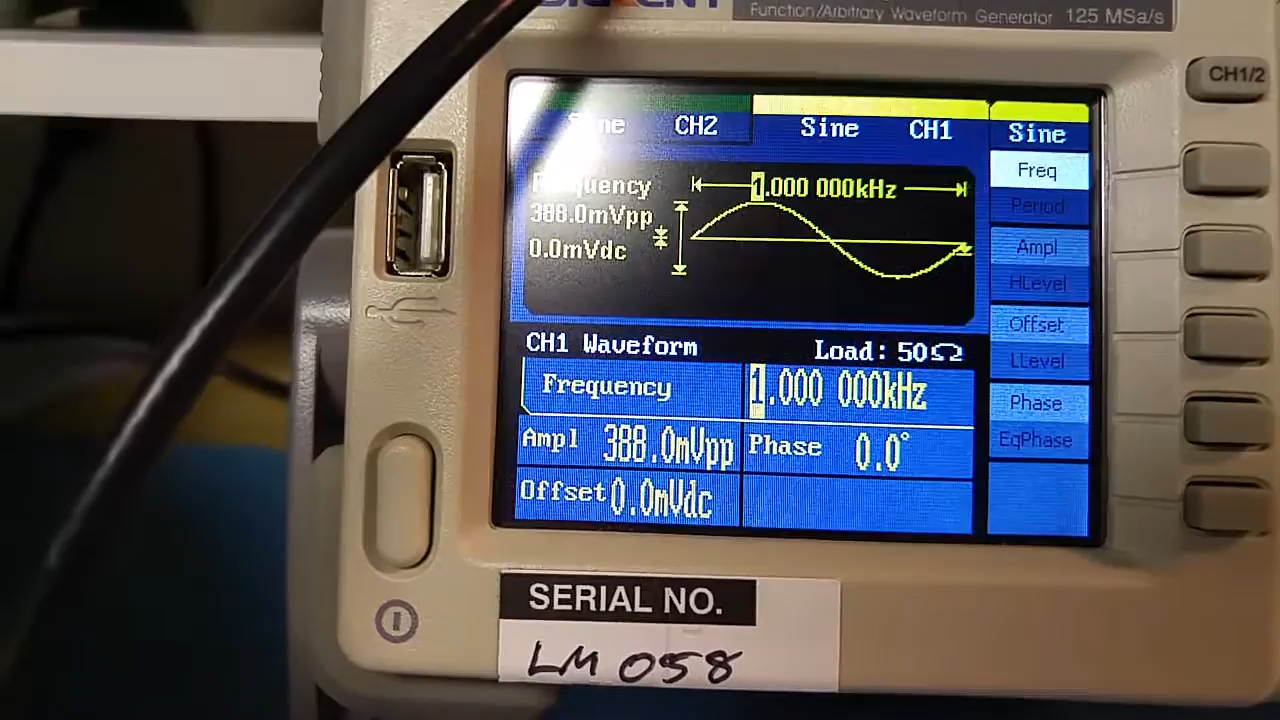 Function/Arbitrary Waveform Generator 125 MSa/s
CH1/2
CH2
Sine CH1
Sine
Frequency
1.000 000kHz
388.0mVpp
0.0mVdc
Freq
Period
Ampl
HLevel
Offset
LLevel
Phase
EqPhase
CH1 Waveform Load: 50Ω
Frequency 1.000 000kHz
Ampl 388.0mVpp Phase 0.0°
Offset 0.0mVdc
SERIAL NO.
LM 058